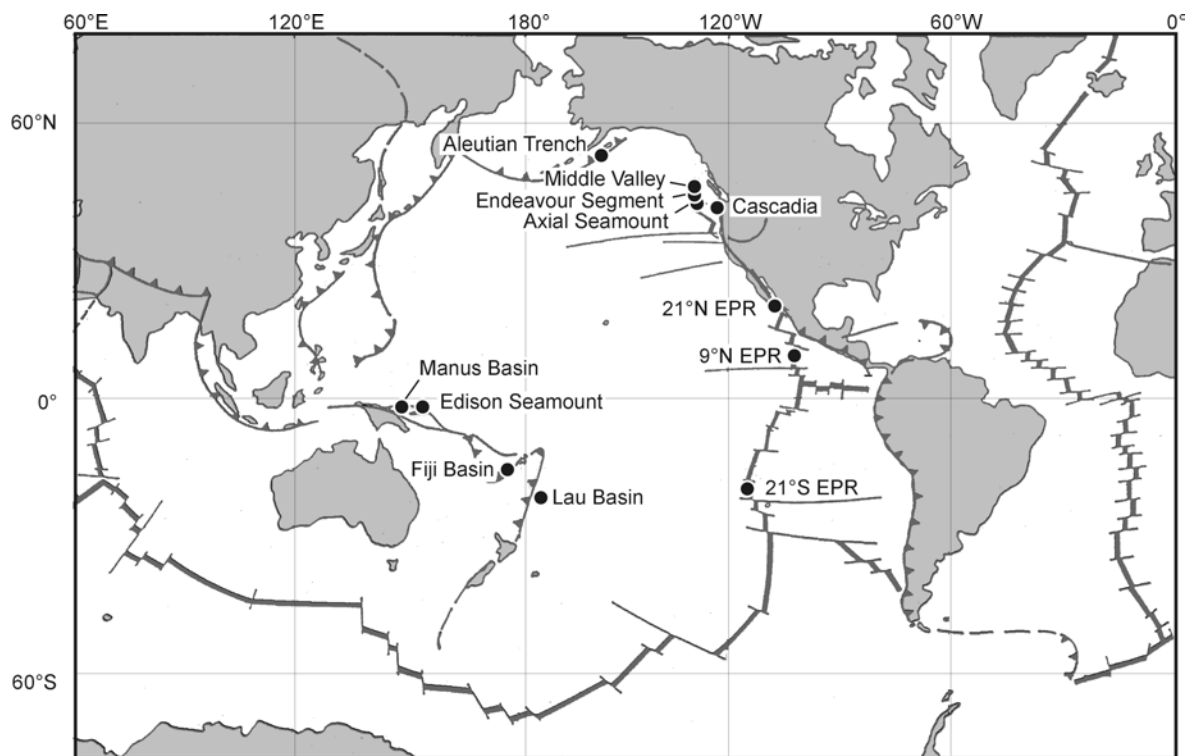 60°E 120°E 180° 120°W 60°W 0°
60°N
Aleutian Trench
Middle Valley
Endeavour Segment
Axial Seamount
Cascadia
21°N EPR
9°N EPR
Manus Basin
0°
Edison Seamount
Fiji Basin
21°S EPR
Lau Basin
60°S